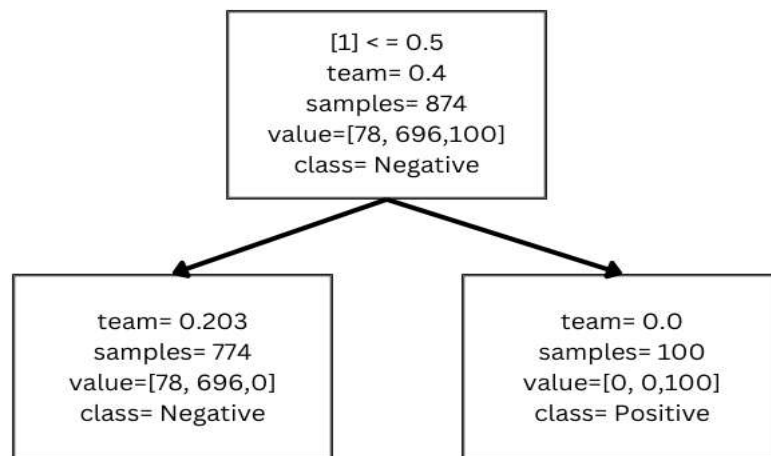 [1] < = 0.5
team= 0.4
samples= 874
value=[78, 696,100]
class= Negative
team= 0.203
samples= 774
value=[78, 696,0]
class= Negative
team= 0.0
samples= 100
value=[0, 0,100]
class= Positive